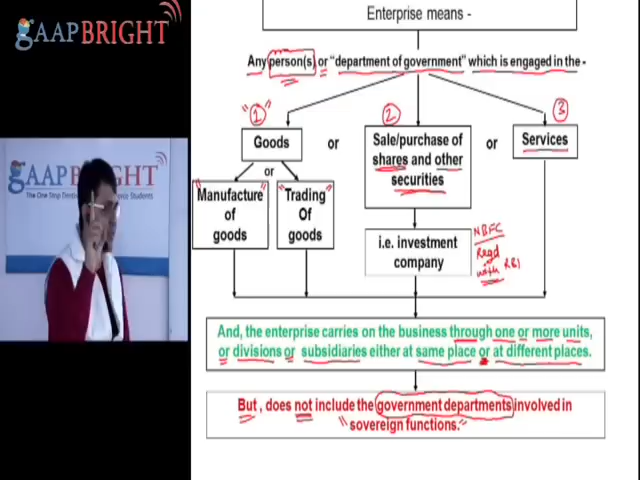 gAAPBRIGHT
Enterprise means -
Any person(s) or "department of government" which is engaged in the -
"1" 2 3
Goods or Sale/purchase of shares and other securities or Services
or
"Manufacture" of goods
"Trading" Of goods
i.e. investment company
NBFC
Regd
with RBI
And, the enterprise carries on the business through one or more units,
or divisions or subsidiaries either at same place or at different places.
But , does not include the government departments involved in
"sovereign functions."
gAAPBRIGHT